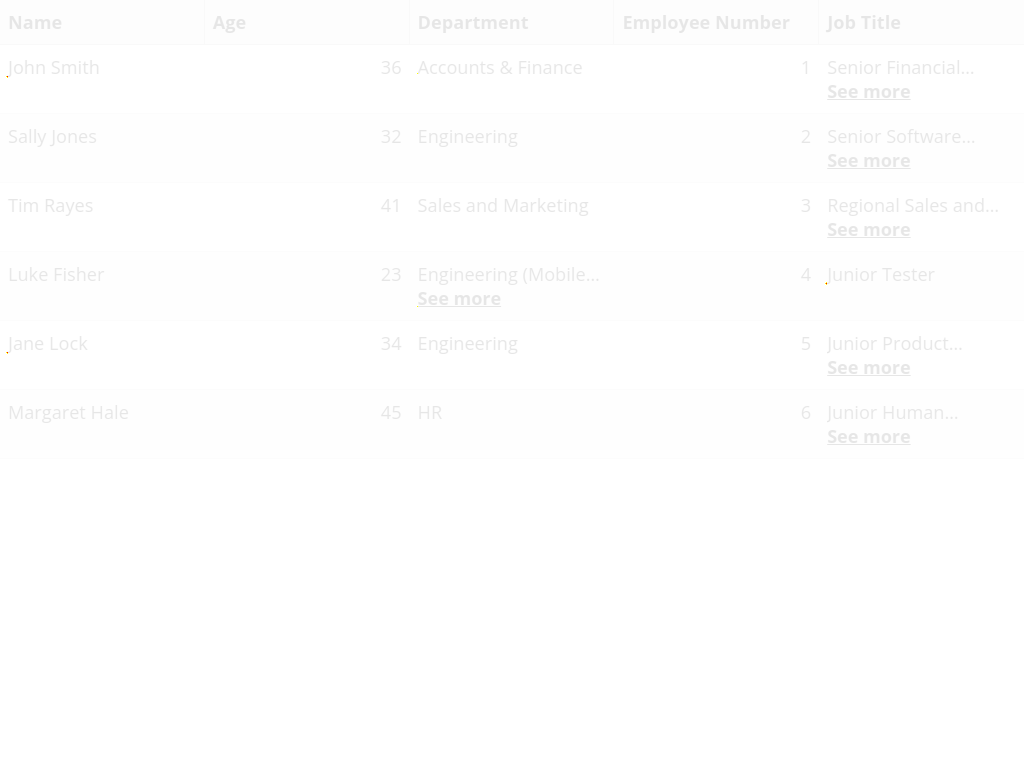 Name Age Department Employee Number Job Title
John Smith 36 Accounts & Finance 1 Senior Financial...
See more
Sally Jones 32 Engineering 2 Senior Software...
See more
Tim Rayes 41 Sales and Marketing 3 Regional Sales and...
See more
Luke Fisher 23 Engineering (Mobile... 4 Junior Tester
See more
Jane Lock 34 Engineering 5 Junior Product...
See more
Margaret Hale 45 HR 6 Junior Human...
See more